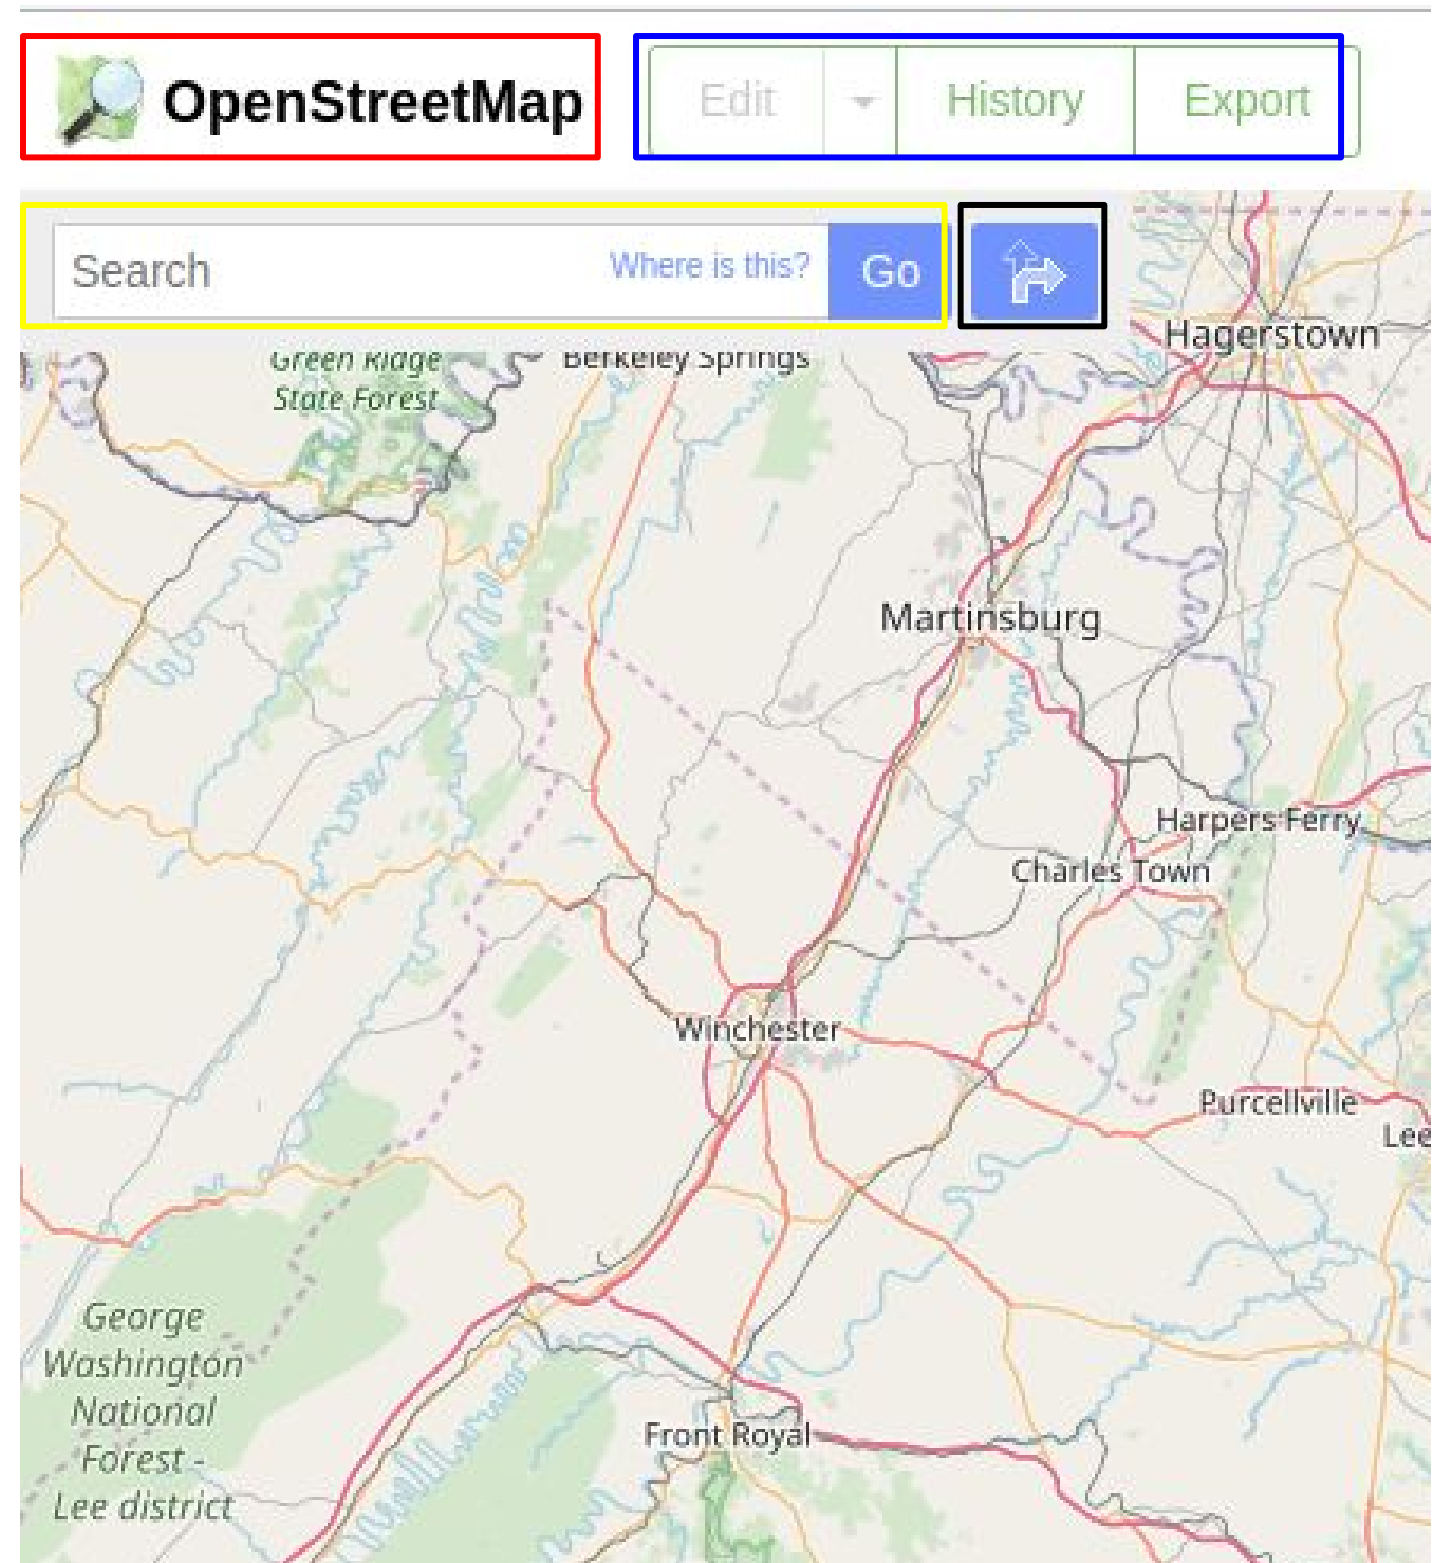 OpenStreetMap
Edit
History
Export
Search
Where is this?
Go
Hagerstown
Green Ridge
State Forest
Berkeley Springs
Martinsburg
Harpers Ferry
Charles Town
Winchester
Purcellville
Lee
George
Washington
National
Forest -
Lee district
Front Royal